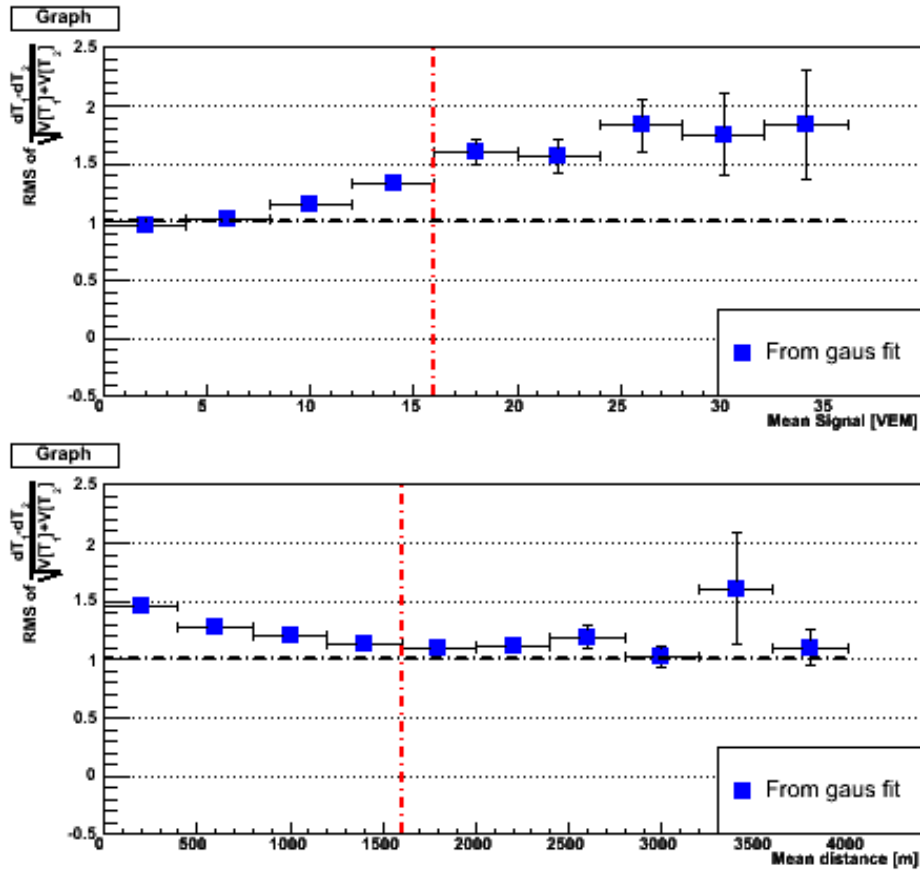 Graph
RMS of dT₁-dT₂ / √V[T₁]+V[T₂]
2.5
2
1.5
1
0.5
0
-0.5
From gaus fit
0 5 10 15 20 25 30 35
Mean Signal [VEM]
Graph
RMS of dT₁-dT₂ / √V[T₁]+V[T₂]
2.5
2
1.5
1
0.5
0
-0.5
From gaus fit
0 500 1000 1500 2000 2500 3000 3500 4000
Mean distance [m]